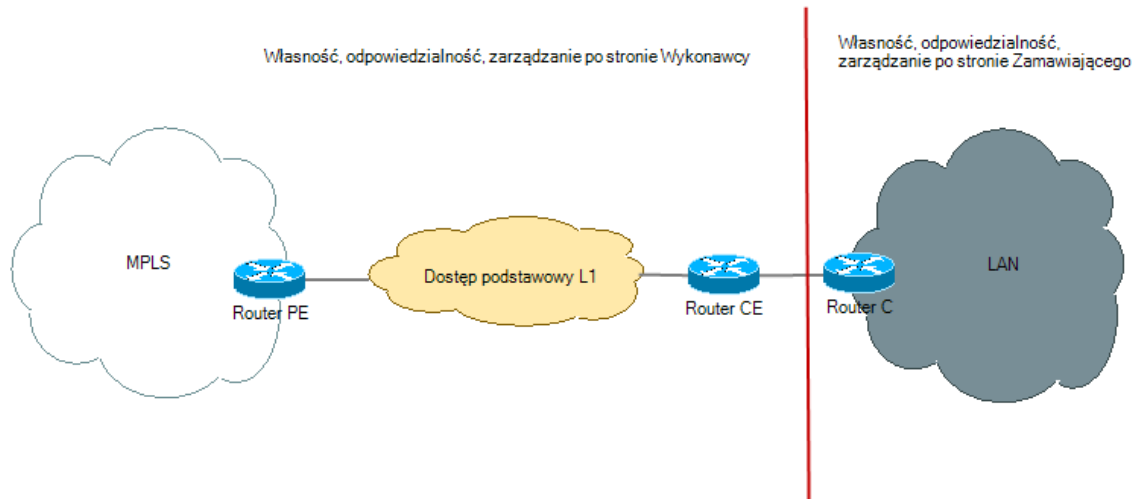 Własność, odpowiedzialność, zarządzanie po stronie Wykonawcy
Własność, odpowiedzialność,
zarządzanie po stronie Zamawiającego
MPLS
Router PE
Dostęp podstawowy L1
Router CE
Router C
LAN